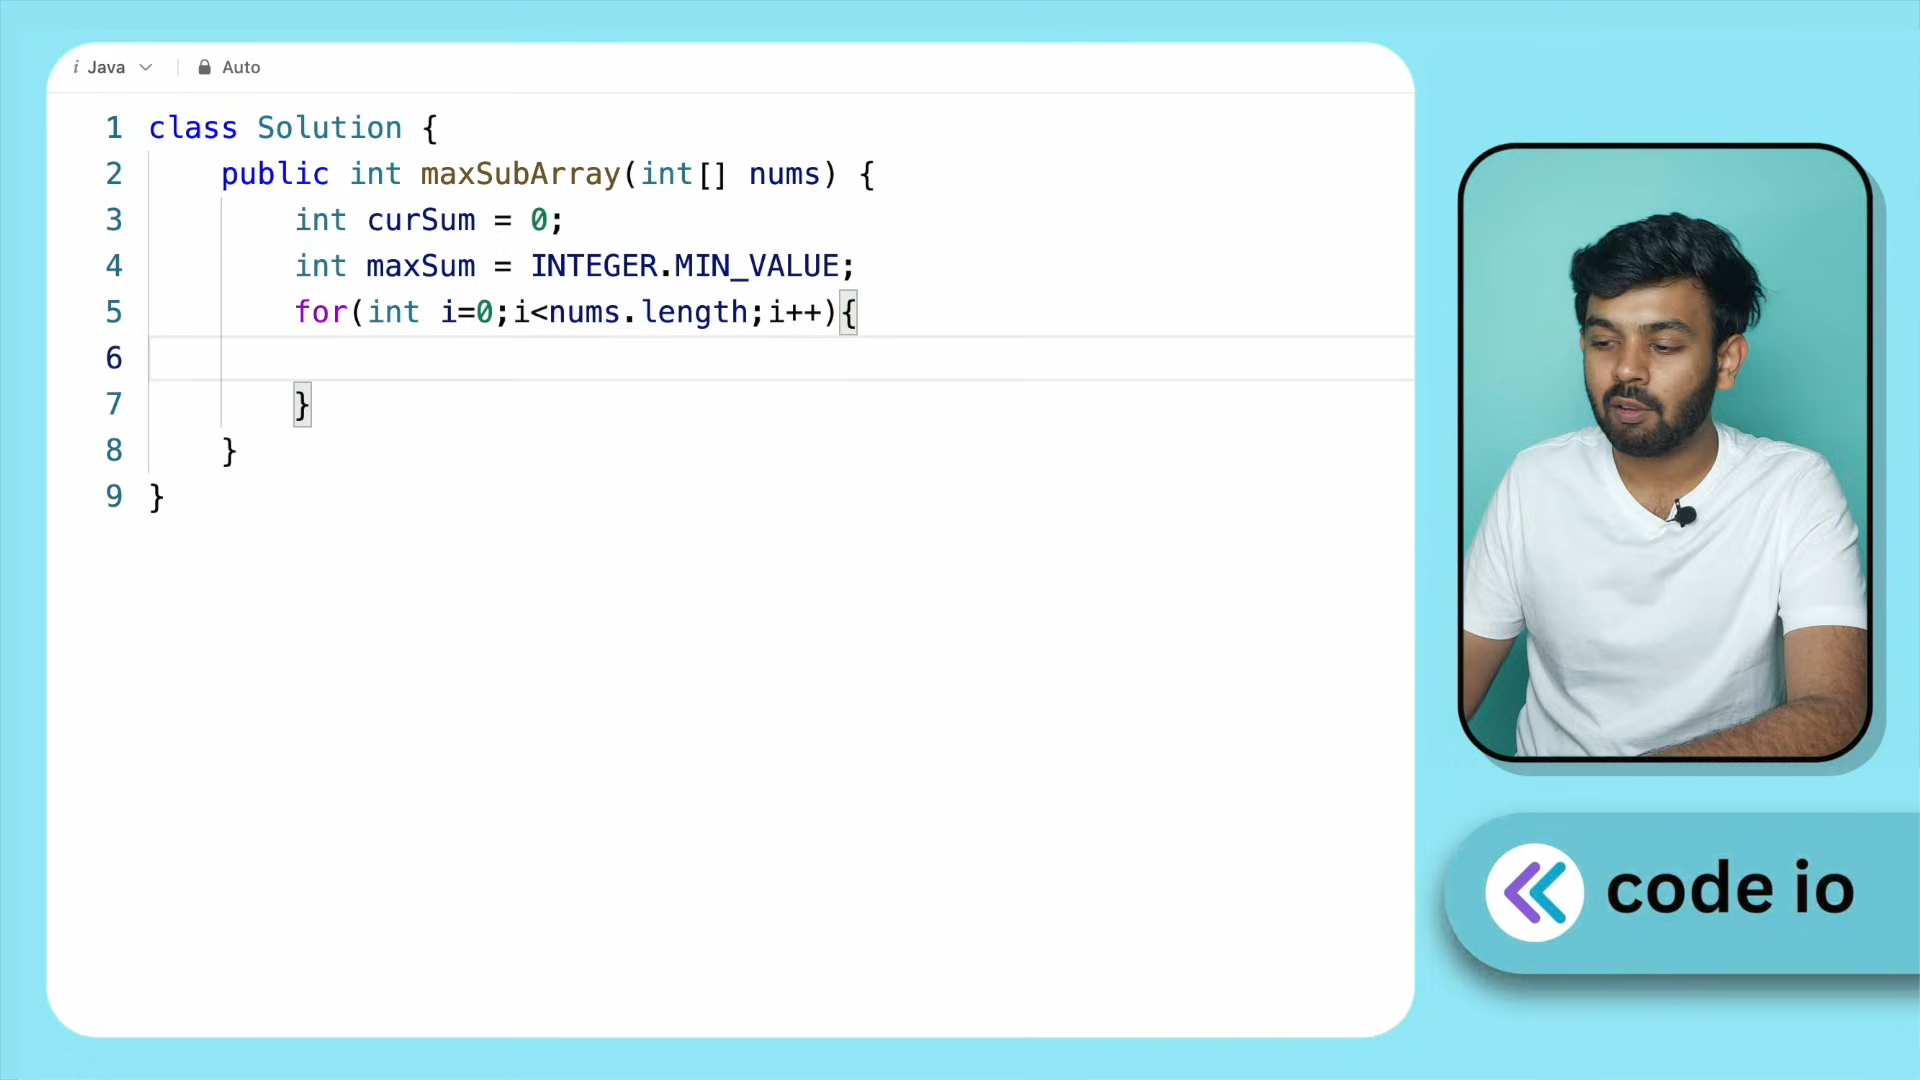 i Java Auto
1 class Solution {
2 public int maxSubArray(int[] nums) {
3 int curSum = 0;
4 int maxSum = INTEGER.MIN_VALUE;
5 for(int i=0;i<nums.length;i++){
6
7 }
8 }
9 }
code io